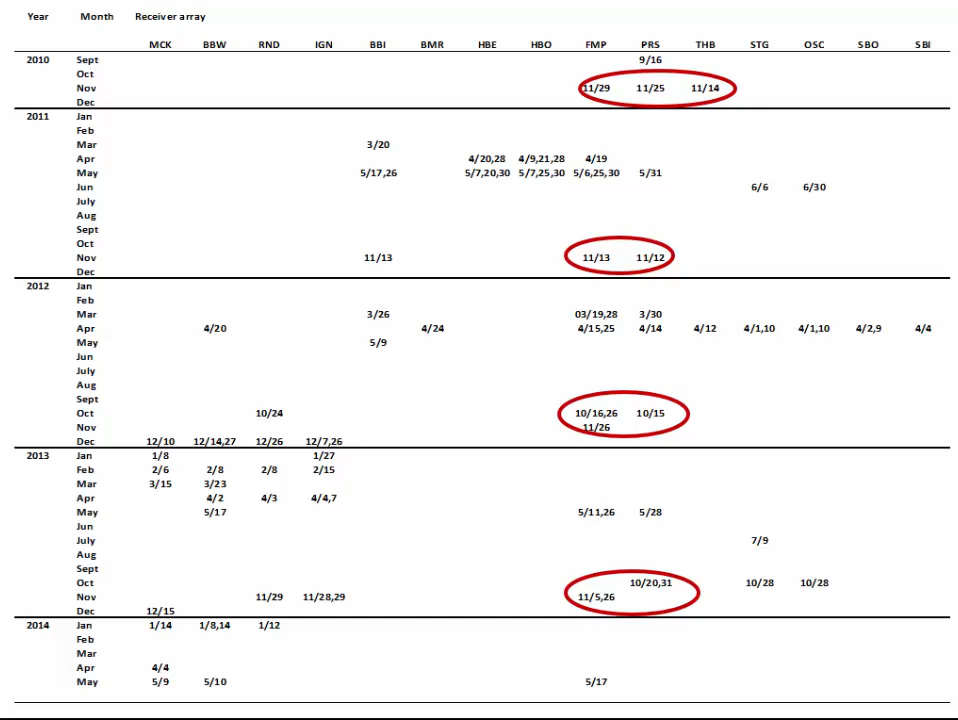 Year Month Receiver array
MCK BBW RND IGN BBI BMR HBE HBO FMP PRS THB STG OSC SBO SBI
2010 Sept 9/16
Oct
Nov 11/29 11/25 11/14
Dec
2011 Jan
Feb
Mar 3/20
Apr 4/20,28 4/9,21,28 4/19
May 5/17,26 5/7,20,30 5/7,25,30 5/6,25,30 5/31
Jun 6/6 6/30
July
Aug
Sept
Oct
Nov 11/13 11/13 11/12
Dec
2012 Jan
Feb
Mar 3/26 03/19,28 3/30
Apr 4/20 4/24 4/15,25 4/14 4/12 4/1,10 4/1,10 4/2,9 4/4
May 5/9
Jun
July
Aug
Sept
Oct 10/24 10/16,26 10/15
Nov 11/26
Dec 12/10 12/14,27 12/26 12/7,26
2013 Jan 1/8 1/27
Feb 2/6 2/8 2/8 2/15
Mar 3/15 3/23
Apr 4/2 4/3 4/4,7
May 5/17 5/11,26 5/28
Jun
July 7/9
Aug
Sept
Oct 10/20,31 10/28 10/28
Nov 11/29 11/28,29 11/5,26
Dec 12/15
2014 Jan 1/14 1/8,14 1/12
Feb
Mar
Apr 4/4
May 5/9 5/10 5/17